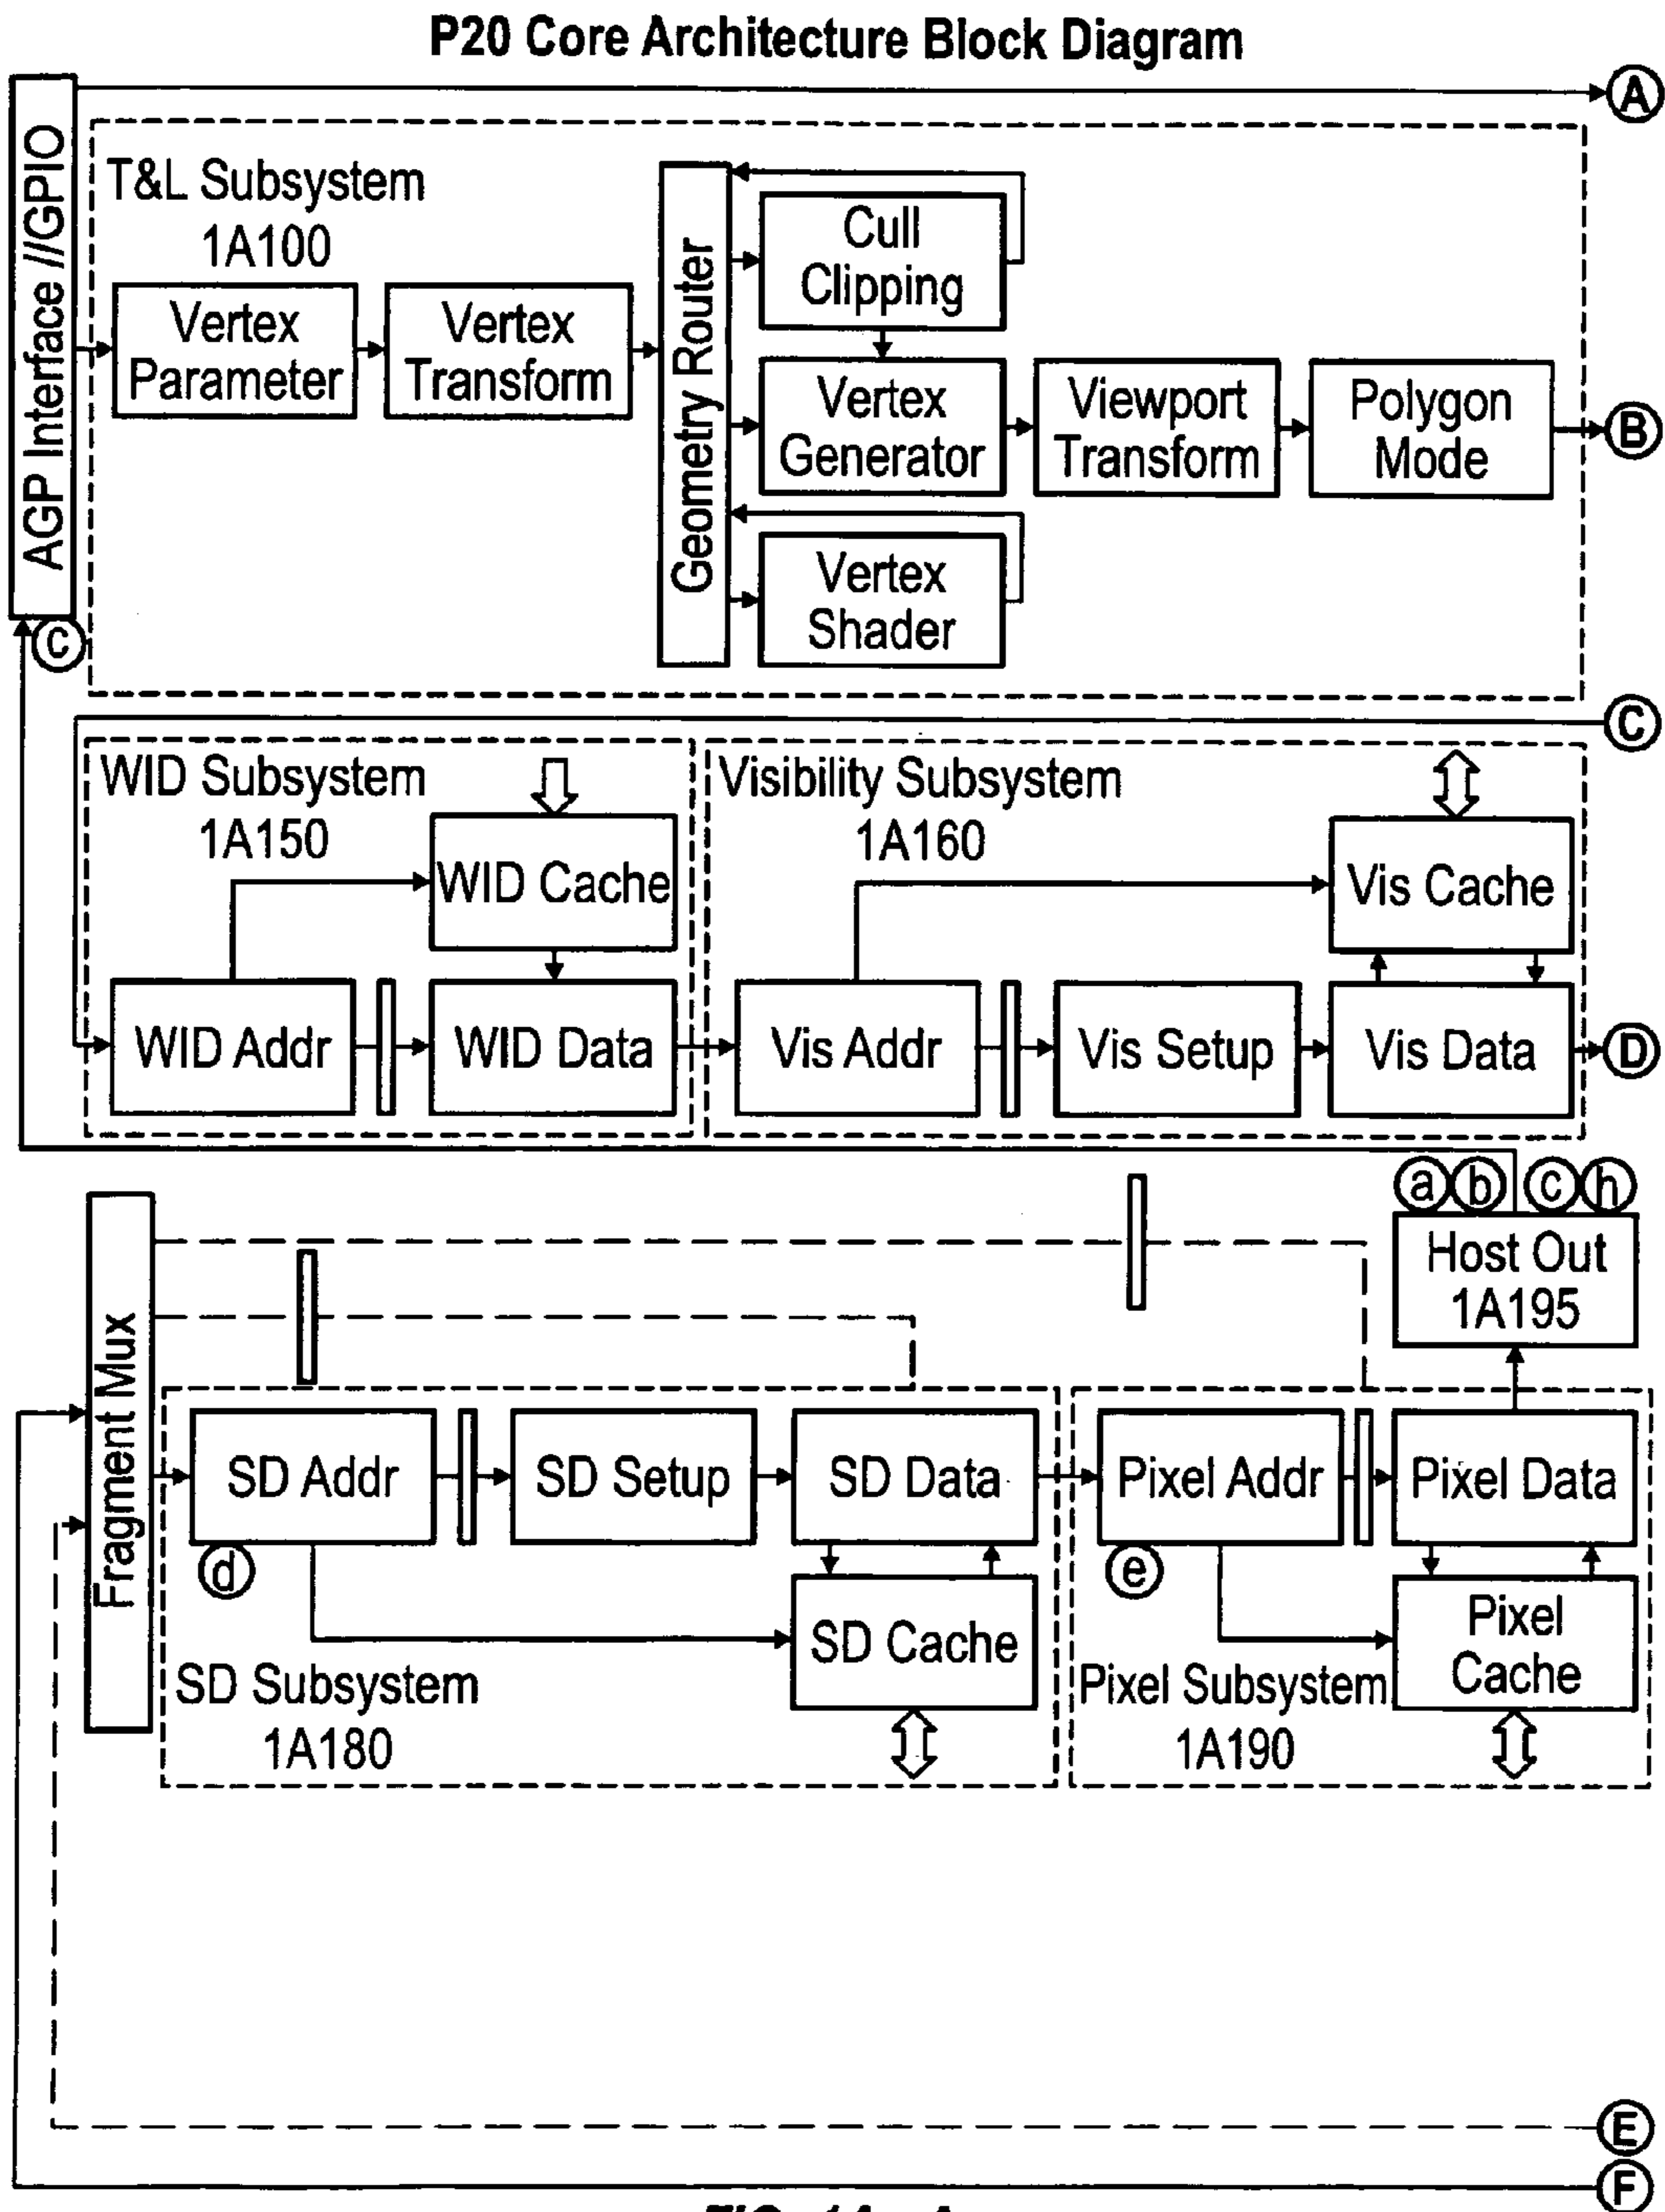 P20 Core Architecture Block Diagram
A
AGP Interface //GPIO
T&L Subsystem
1A100
Vertex
Parameter
Vertex
Transform
Geometry Router
Cull
Clipping
Vertex
Generator
Viewport
Transform
Polygon
Mode
B
Vertex
Shader
C
C
WID Subsystem
1A150
WID Cache
WID Addr
WID Data
Visibility Subsystem
1A160
Vis Cache
Vis Addr
Vis Setup
Vis Data
D
a b c h
Host Out
1A195
Fragment Mux
SD Addr
SD Setup
SD Data
d
SD Cache
SD Subsystem
1A180
Pixel Addr
Pixel Data
e
Pixel
Cache
Pixel Subsystem
1A190
E
F